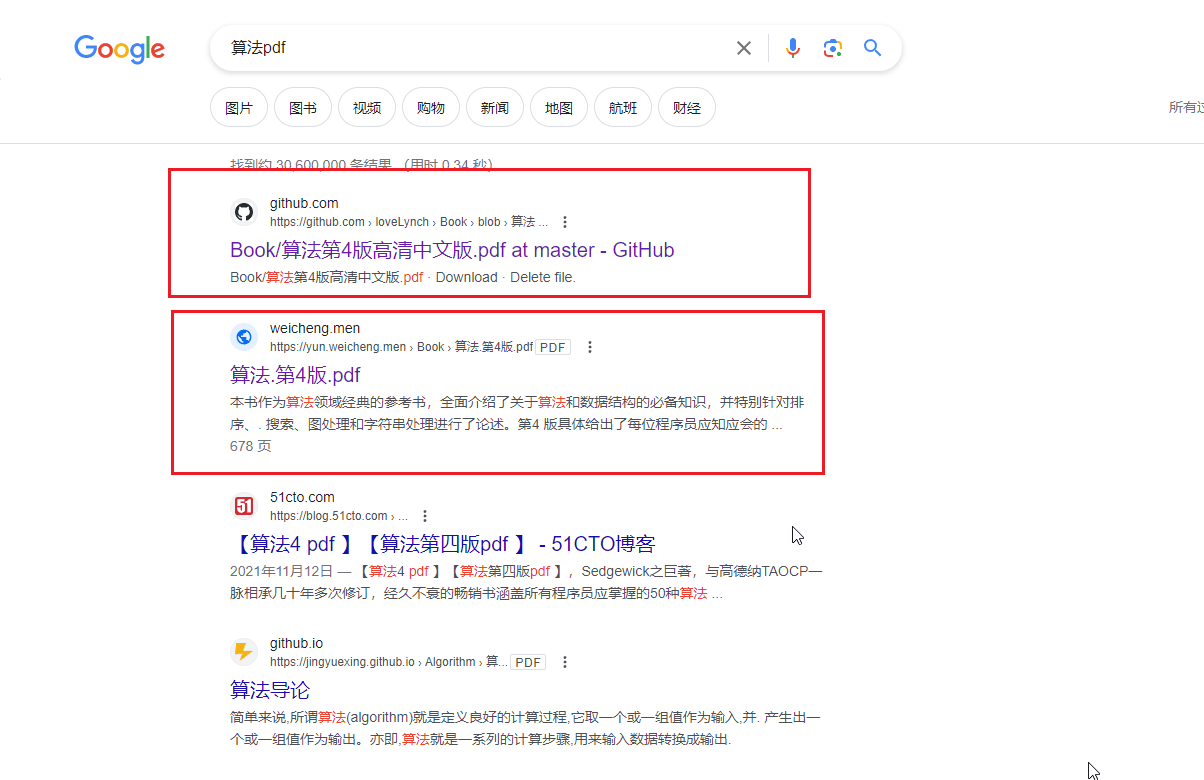 Google
算法pdf
图片 图书 视频 购物 新闻 地图 航班 财经
所有过
找到约 30,600,000 条结果 （用时 0.34 秒）
github.com
https://github.com › loveLynch › Book › blob › 算法 ...
Book/算法第4版高清中文版.pdf at master - GitHub
Book/算法第4版高清中文版.pdf · Download · Delete file.
weicheng.men
https://yun.weicheng.men › Book › 算法.第4版.pdf PDF
算法.第4版.pdf
本书作为算法领域经典的参考书，全面介绍了关于算法和数据结构的必备知识，并特别针对排
序、. 搜索、图处理和字符串处理进行了论述。第4 版具体给出了每位程序员应知应会的 ...
678 页
51
51cto.com
https://blog.51cto.com › ...
【算法4 pdf 】【算法第四版pdf 】 - 51CTO博客
2021年11月12日 — 【算法4 pdf 】【算法第四版pdf 】，Sedgewick之巨著，与高德纳TAOCP一
脉相承几十年多次修订，经久不衰的畅销书涵盖所有程序员应掌握的50种算法 ...
github.io
https://jingyuexing.github.io › Algorithm › 算... PDF
算法导论
简单来说,所谓算法(algorithm)就是定义良好的计算过程,它取一个或一组值作为输入,并. 产生出一
个或一组值作为输出。亦即,算法就是一系列的计算步骤,用来输入数据转换成输出.